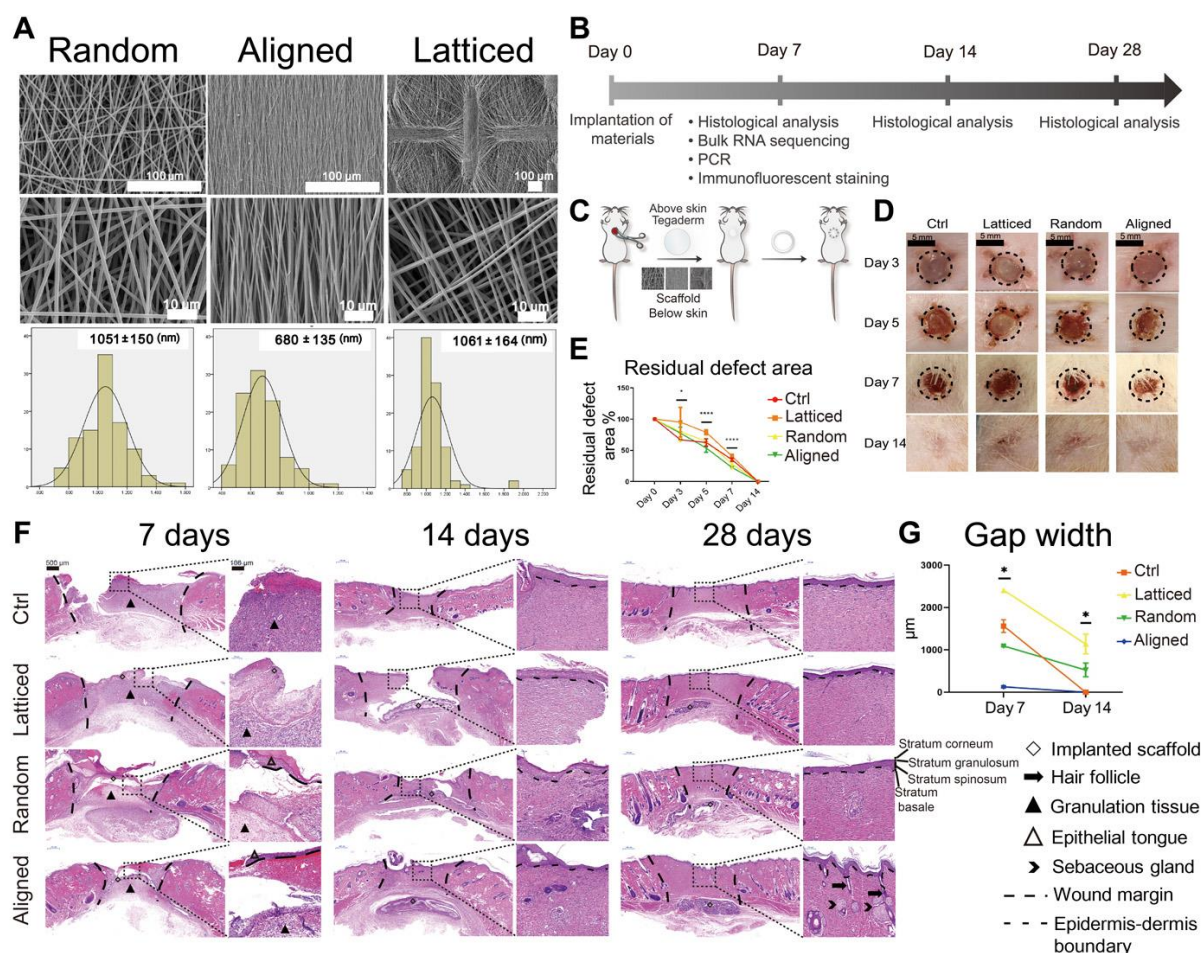 A
Random
Aligned
Latticed
100 μm
100 μm
100 μm
10 μm
10 μm
10 μm
1051 ± 150 (nm)
680 ± 135 (nm)
1061 ± 164 (nm)
B
Day 0
Day 7
Day 14
Day 28
Implantation of
materials
• Histological analysis
• Bulk RNA sequencing
• PCR
• Immunofluorescent staining
Histological analysis
Histological analysis
C
Above skin
Tegaderm
Scaffold
Below skin
D
Ctrl
Latticed
Random
Aligned
5 mm
5 mm
5 mm
5 mm
Day 3
Day 5
Day 7
Day 14
E
Residual defect area
Residual defect
area %
150
100
50
0
*
****
****
Day 0
Day 3
Day 5
Day 7
Day 14
Ctrl
Latticed
Random
Aligned
F
7 days
14 days
28 days
500 μm
Ctrl
Latticed
Random
Aligned
Stratum corneum
Stratum granulosum
Stratum spinosum
Stratum
basale
G
Gap width
μm
3000
2000
1000
0
*
*
Day 7
Day 14
Ctrl
Latticed
Random
Aligned
Implanted scaffold
Hair follicle
Granulation tissue
Epithelial tongue
Sebaceous gland
Wound margin
Epidermis-dermis
boundary